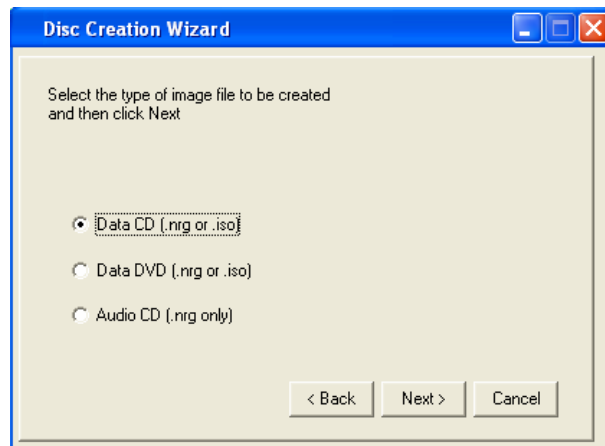 Disc Creation Wizard
Select the type of image file to be created
and then click Next
Data CD (.nrg or .iso)
Data DVD (.nrg or .iso)
Audio CD (.nrg only)
< Back Next > Cancel